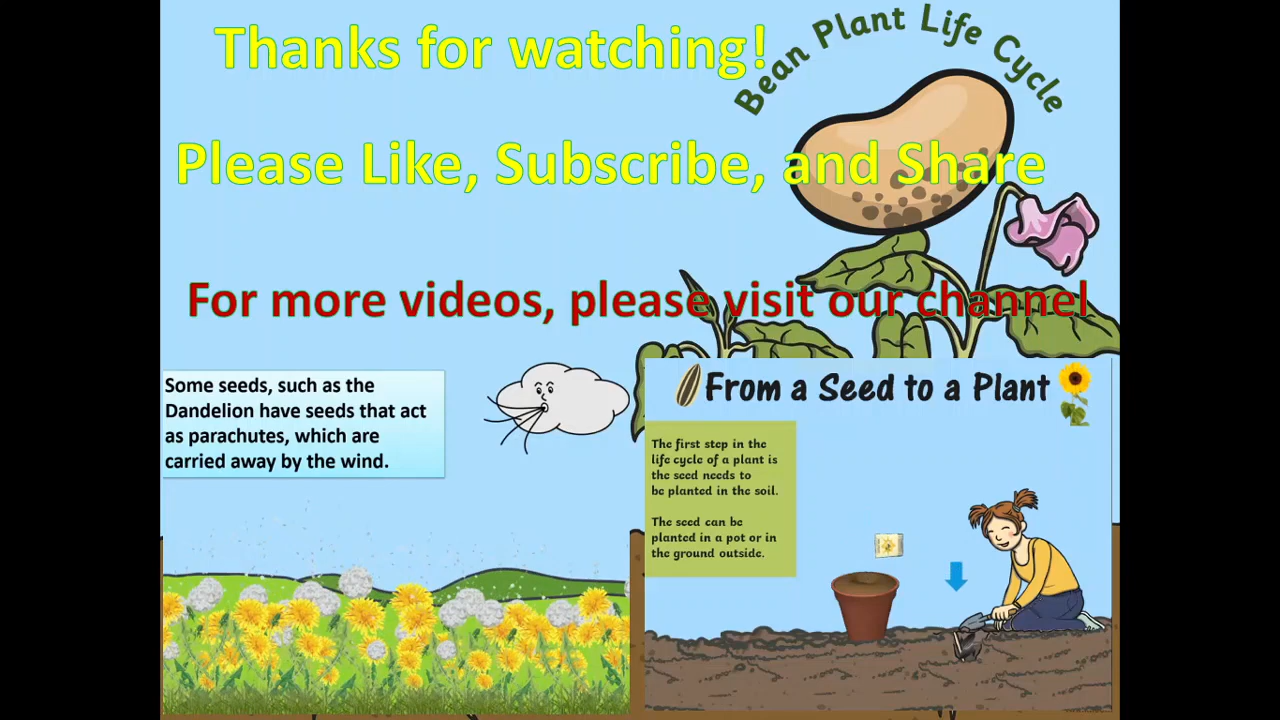 Thanks for watching!
Bean Plant Life Cycle
Please Like, Subscribe, and Share
For more videos, please visit our channel
Some seeds, such as the
Dandelion have seeds that act
as parachutes, which are
carried away by the wind.
From a Seed to a Plant
The first step in the
life cycle of a plant is
the seed needs to
be planted in the soil.
The seed can be
planted in a pot or in
the ground outside.